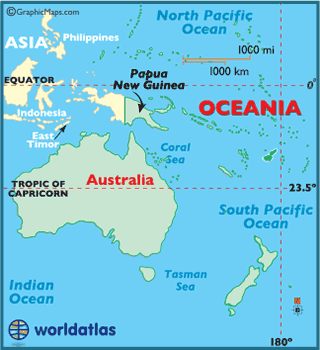 ©GraphicMaps.com
North Pacific
Ocean
ASIA
Philippines
1000 mi
1000 km
EQUATOR
0°
Papua
New Guinea
OCEANIA
Indonesia
East
Timor
Coral
Sea
TROPIC OF
CAPRICORN
Australia
23.5°
South Pacific
Ocean
Indian
Ocean
Tasman
Sea
worldatlas
180°